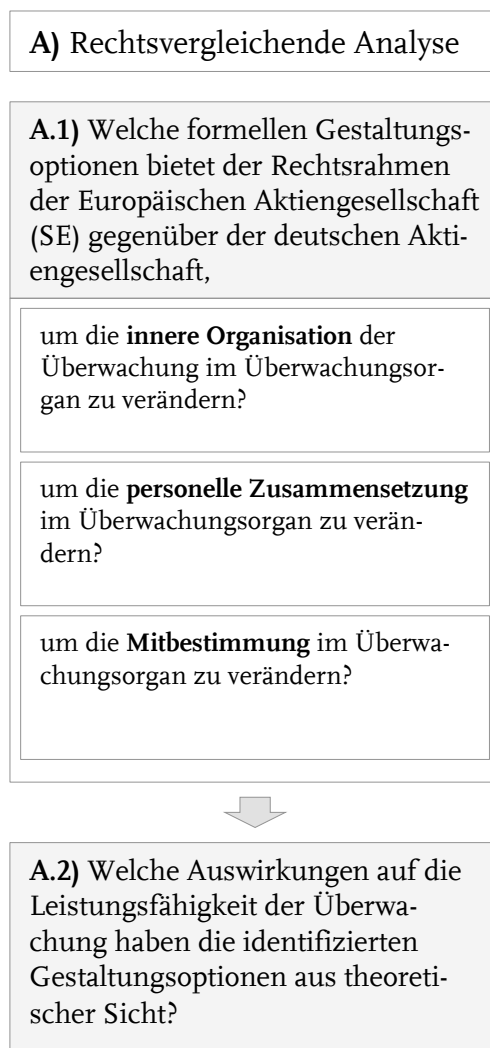 A) Rechtsvergleichende Analyse
A.1) Welche formellen Gestaltungs-
optionen bietet der Rechtsrahmen
der Europäischen Aktiengesellschaft
(SE) gegenüber der deutschen Akti-
engesellschaft,
um die innere Organisation der
Überwachung im Überwachungsor-
gan zu verändern?
um die personelle Zusammensetzung
im Überwachungsorgan zu verän-
dern?
um die Mitbestimmung im Überwa-
chungsorgan zu verändern?
A.2) Welche Auswirkungen auf die
Leistungsfähigkeit der Überwa-
chung haben die identifizierten
Gestaltungsoptionen aus theoreti-
scher Sicht?